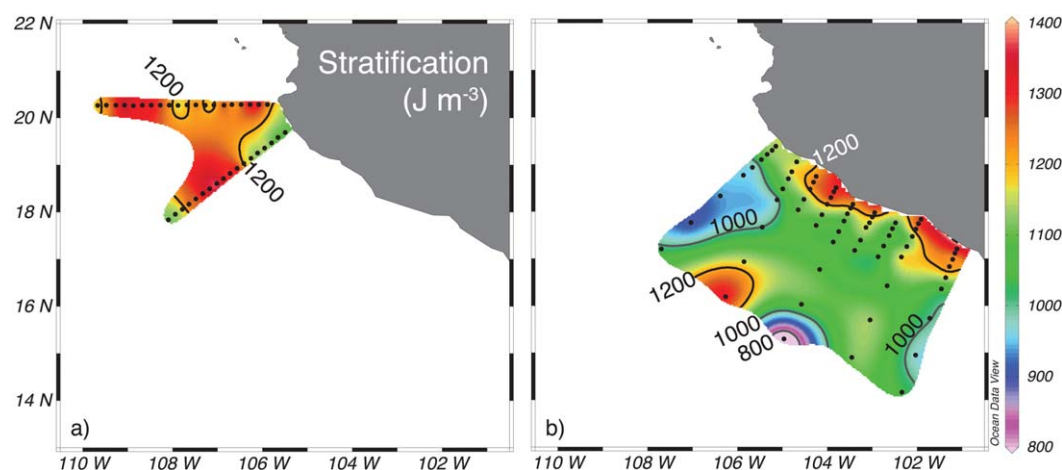 22 N
20 N
18 N
16 N
14 N
1200
1200
Stratification
(J m-3)
a)
110 W
108 W
106 W
104 W
102 W
1200
1000
1200
1000
800
1000
b)
110 W
108 W
106 W
104 W
102 W
Ocean Data View
1400
1300
1200
1100
1000
900
800